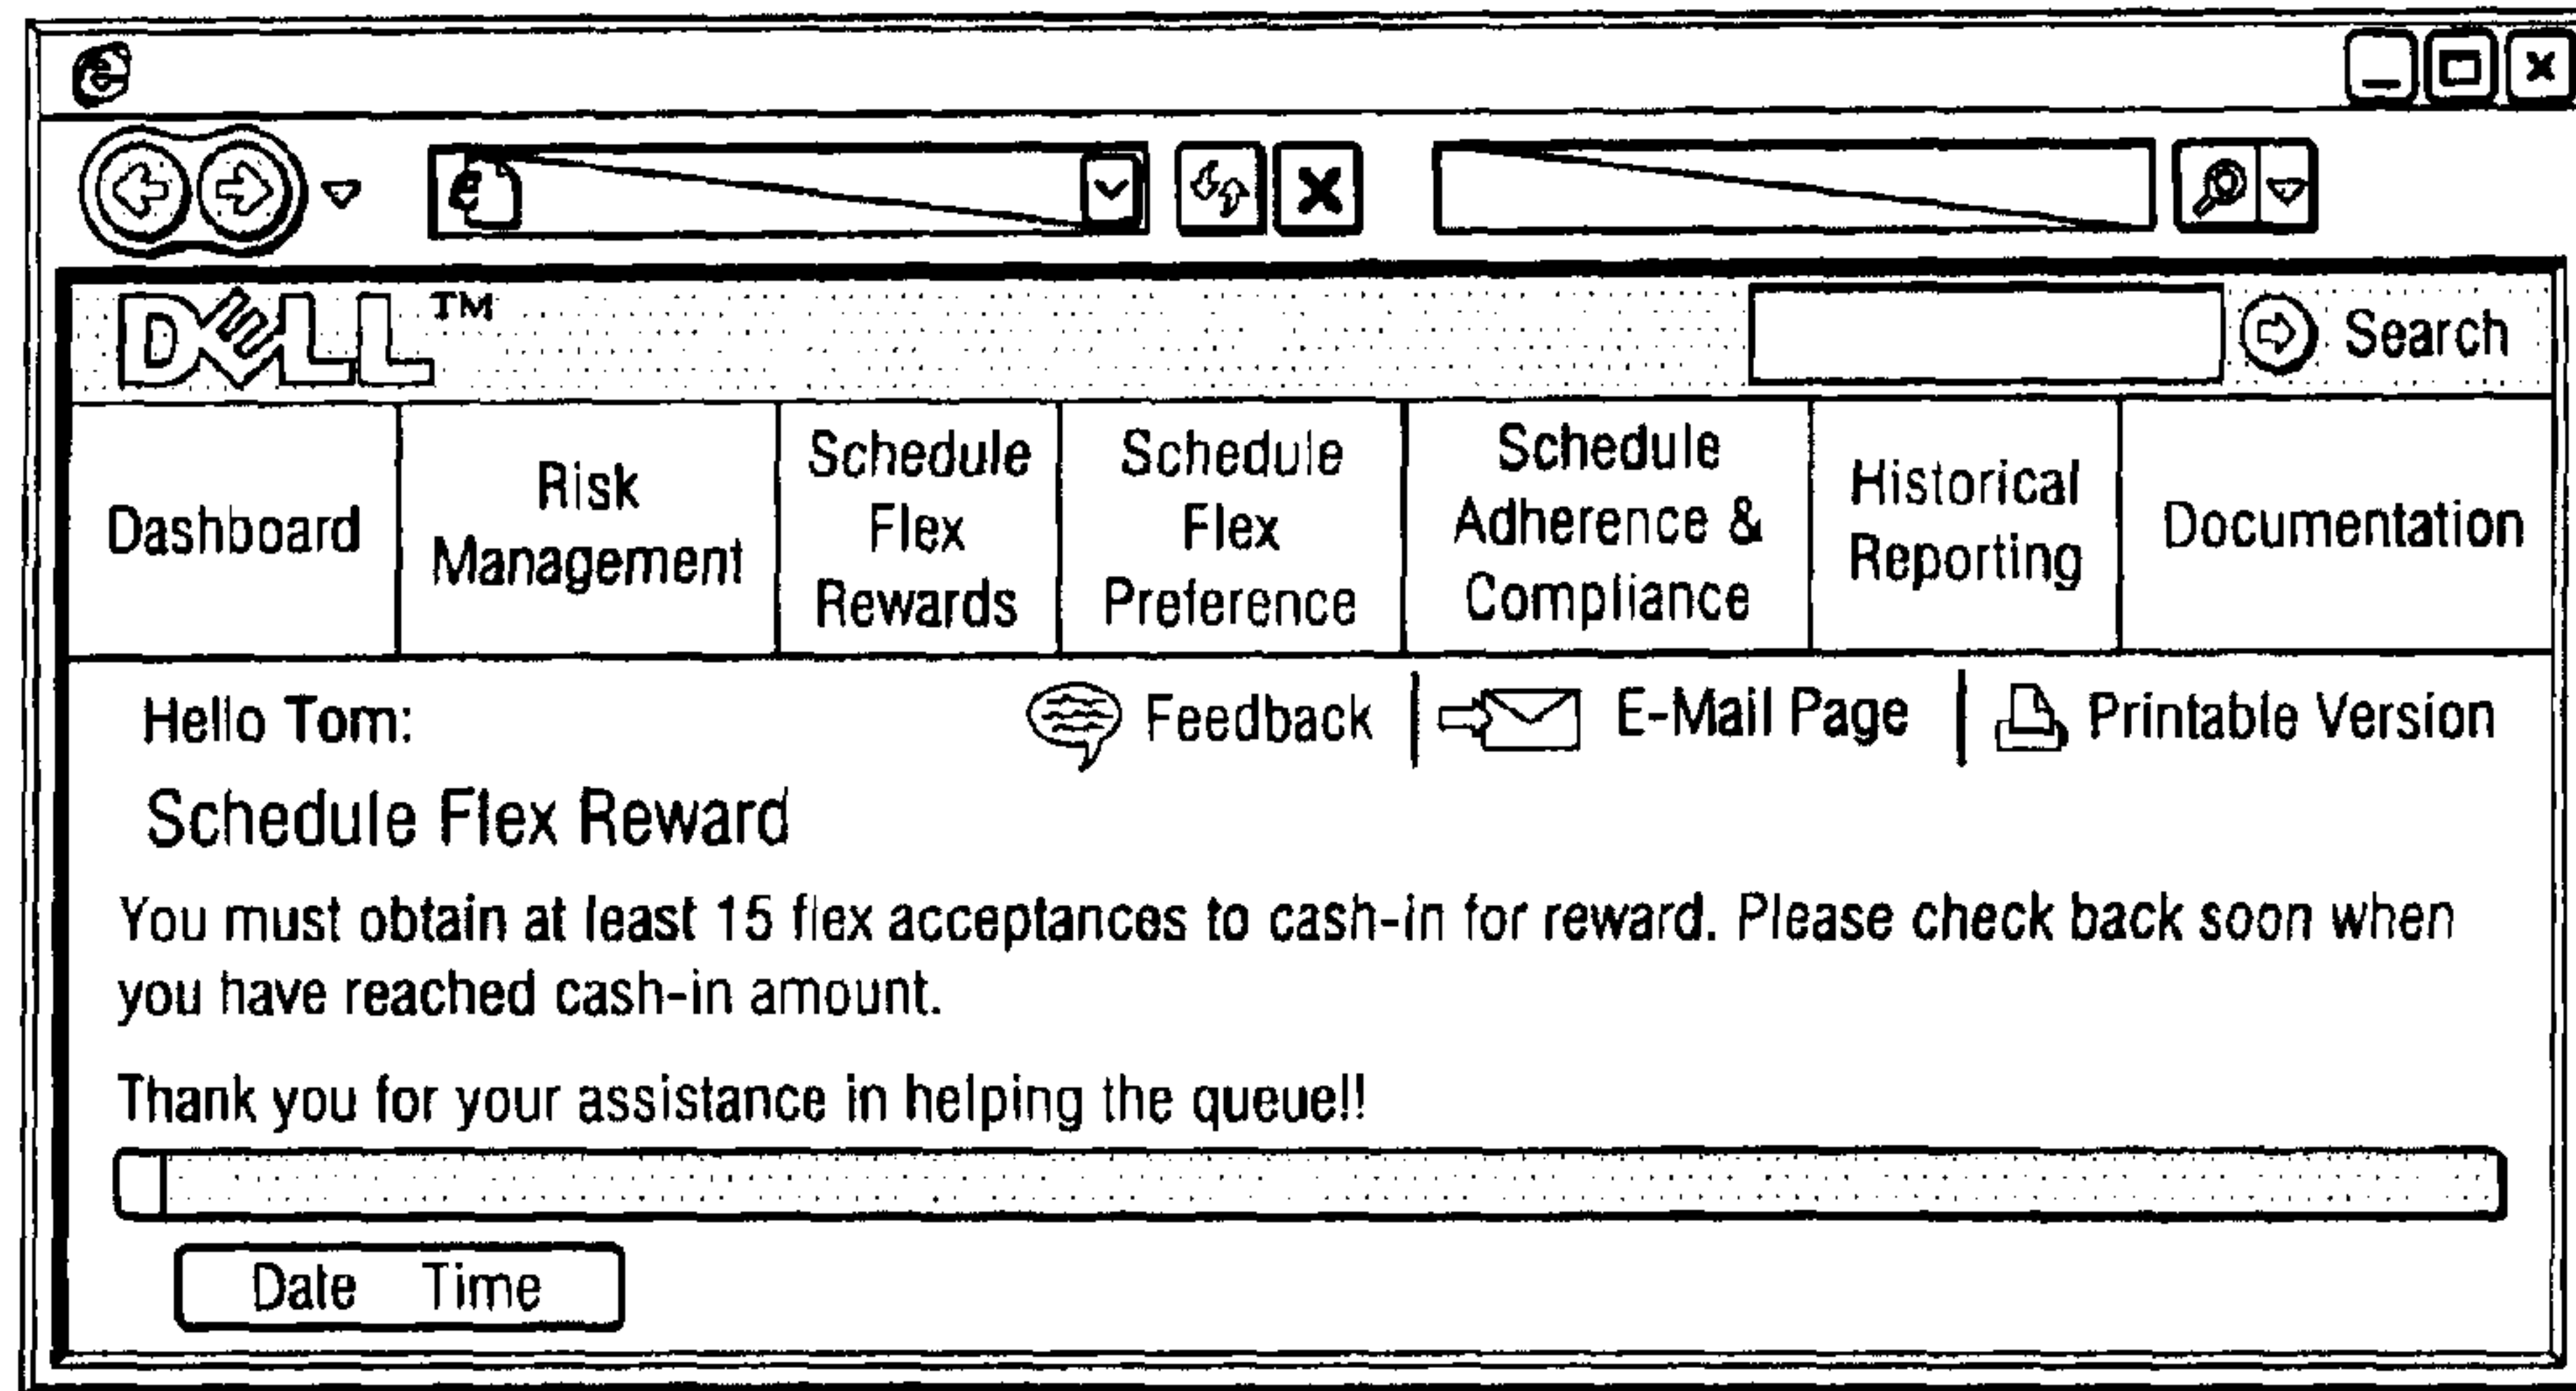 DELL™
Search
Dashboard
Risk
Management
Schedule
Flex
Rewards
Schedule
Flex
Preference
Schedule
Adherence &
Compliance
Historical
Reporting
Documentation
Hello Tom:
Feedback | E-Mail Page | Printable Version
Schedule Flex Reward
You must obtain at least 15 flex acceptances to cash-in for reward. Please check back soon when
you have reached cash-in amount.
Thank you for your assistance in helping the queue!!
Date Time